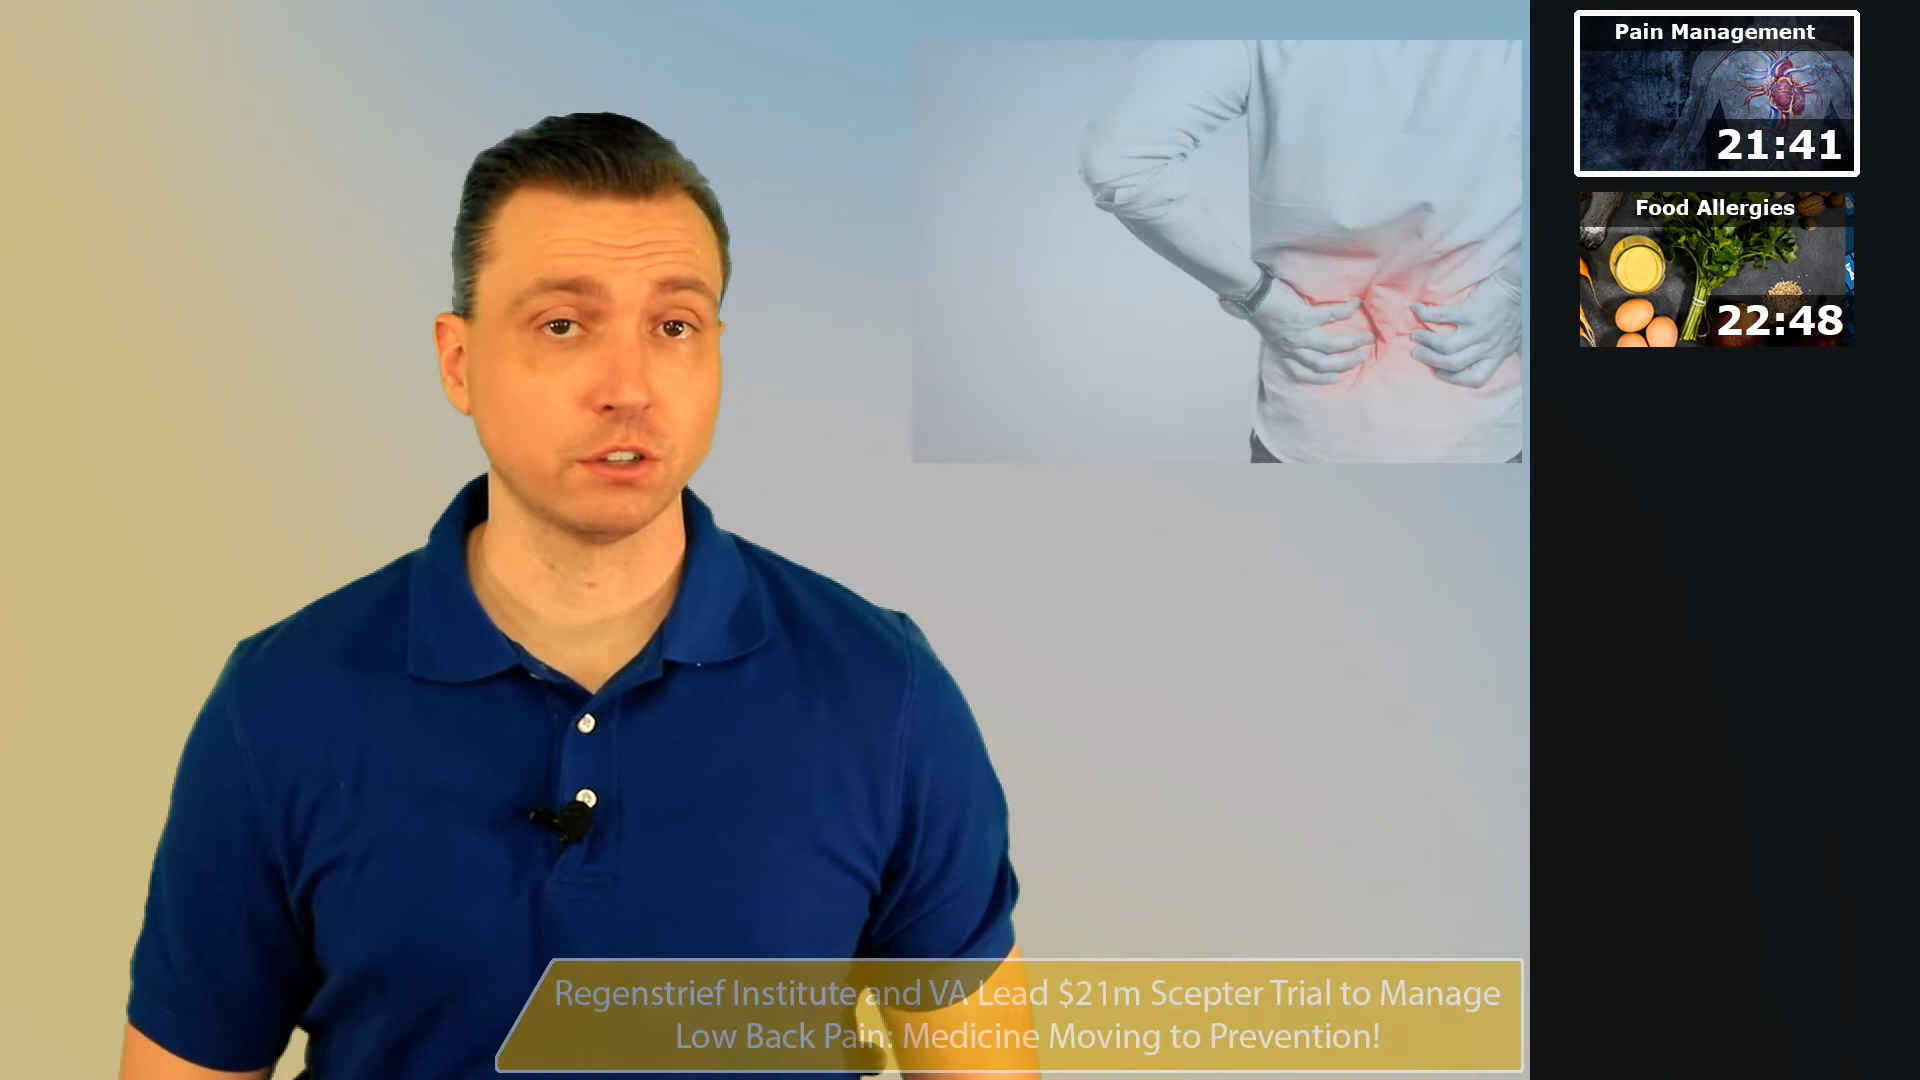 Pain Management
21:41
Food Allergies
22:48
Regenstrief Institute and VA Lead $21m Scepter Trial to Manage
Low Back Pain: Medicine Moving to Prevention!